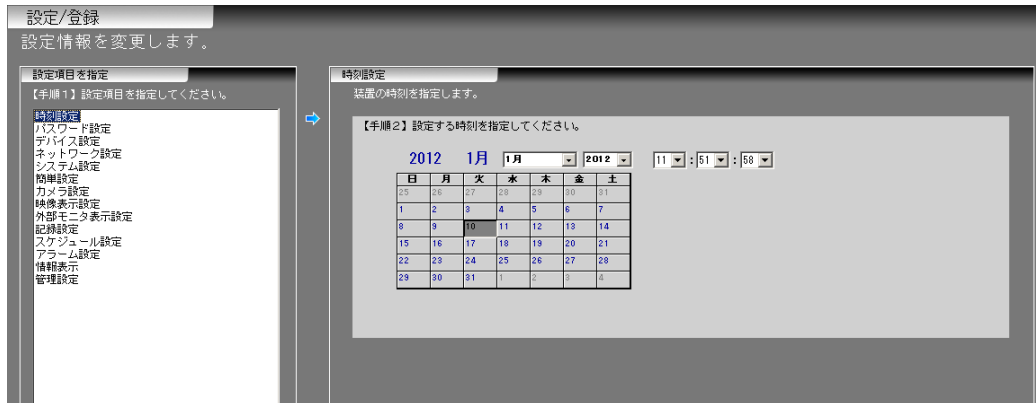 設定/登録
設定情報を変更します。
設定項目を指定
【手順1】設定項目を指定してください。
時刻設定
パスワード設定
デバイス設定
ネットワーク設定
システム設定
簡単設定
カメラ設定
映像表示設定
外部モニタ表示設定
記録設定
スケジュール設定
アラーム設定
情報表示
管理設定
時刻設定
装置の時刻を指定します。
【手順2】設定する時刻を指定してください。
2012 1月 1月 2012 11 : 51 : 58
日 月 火 水 木 金 土
25 26 27 28 29 30 31
1 2 3 4 5 6 7
8 9 10 11 12 13 14
15 16 17 18 19 20 21
22 23 24 25 26 27 28
29 30 31 1 2 3 4